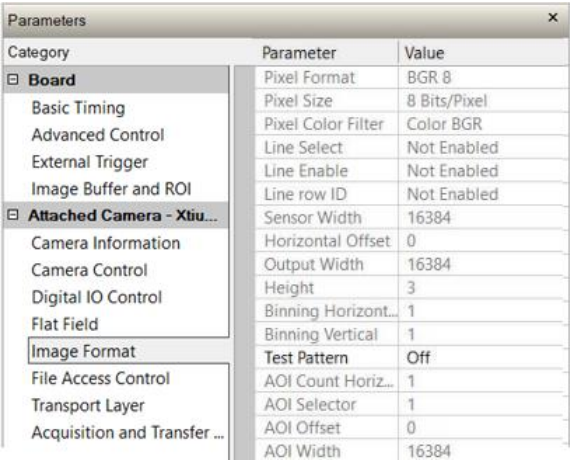 Parameters ×
Category
Board
Basic Timing
Advanced Control
External Trigger
Image Buffer and ROI
Attached Camera - Xtiu...
Camera Information
Camera Control
Digital IO Control
Flat Field
Image Format
File Access Control
Transport Layer
Acquisition and Transfer ...
Parameter Value
Pixel Format BGR 8
Pixel Size 8 Bits/Pixel
Pixel Color Filter Color BGR
Line Select Not Enabled
Line Enable Not Enabled
Line row ID Not Enabled
Sensor Width 16384
Horizontal Offset 0
Output Width 16384
Height 3
Binning Horizont... 1
Binning Vertical 1
Test Pattern Off
AOI Count Horiz... 1
AOI Selector 1
AOI Offset 0
AOI Width 16384